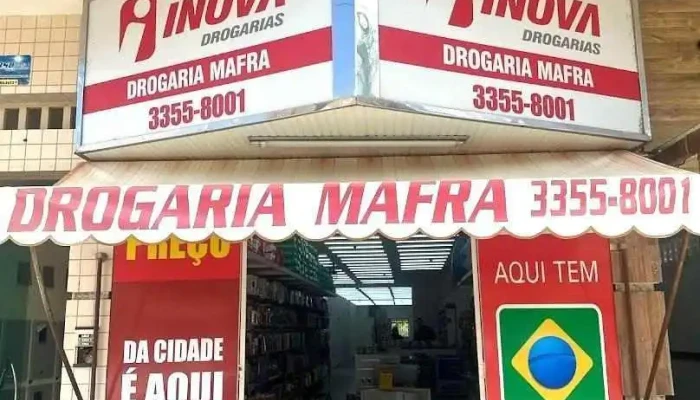 INOVA
DROGARIAS
DROGARIA MAFRA
3355-8001
INOVA
DROGARIAS
DROGARIA MAFRA
3355-8001
DROGARIA MAFRA 3355-8001
PREÇO
DA CIDADE
É AQUI
AQUI TEM